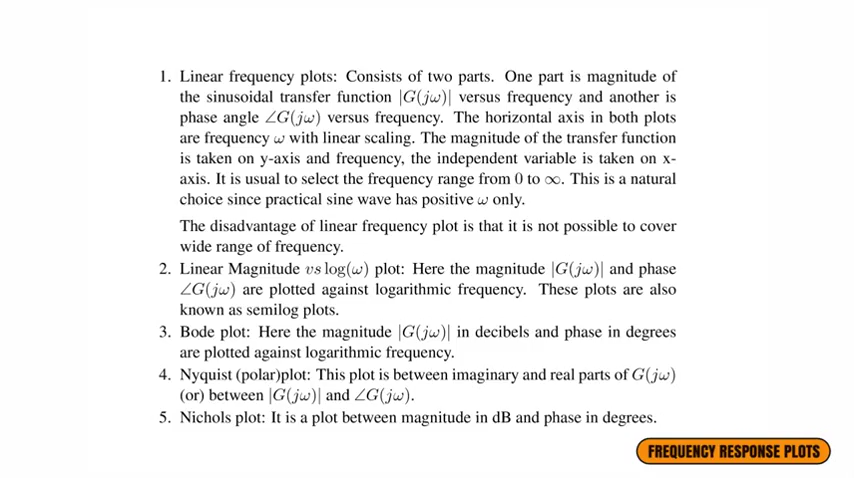 1. Linear frequency plots: Consists of two parts. One part is magnitude of
the sinusoidal transfer function |G(jω)| versus frequency and another is
phase angle ∠G(jω) versus frequency. The horizontal axis in both plots
are frequency ω with linear scaling. The magnitude of the transfer function
is taken on y-axis and frequency, the independent variable is taken on x-
axis. It is usual to select the frequency range from 0 to ∞. This is a natural
choice since practical sine wave has positive ω only.
The disadvantage of linear frequency plot is that it is not possible to cover
wide range of frequency.
2. Linear Magnitude vs log(ω) plot: Here the magnitude |G(jω)| and phase
∠G(jω) are plotted against logarithmic frequency. These plots are also
known as semilog plots.
3. Bode plot: Here the magnitude |G(jω)| in decibels and phase in degrees
are plotted against logarithmic frequency.
4. Nyquist (polar)plot: This plot is between imaginary and real parts of G(jω)
(or) between |G(jω)| and ∠G(jω).
5. Nichols plot: It is a plot between magnitude in dB and phase in degrees.
FREQUENCY RESPONSE PLOTS